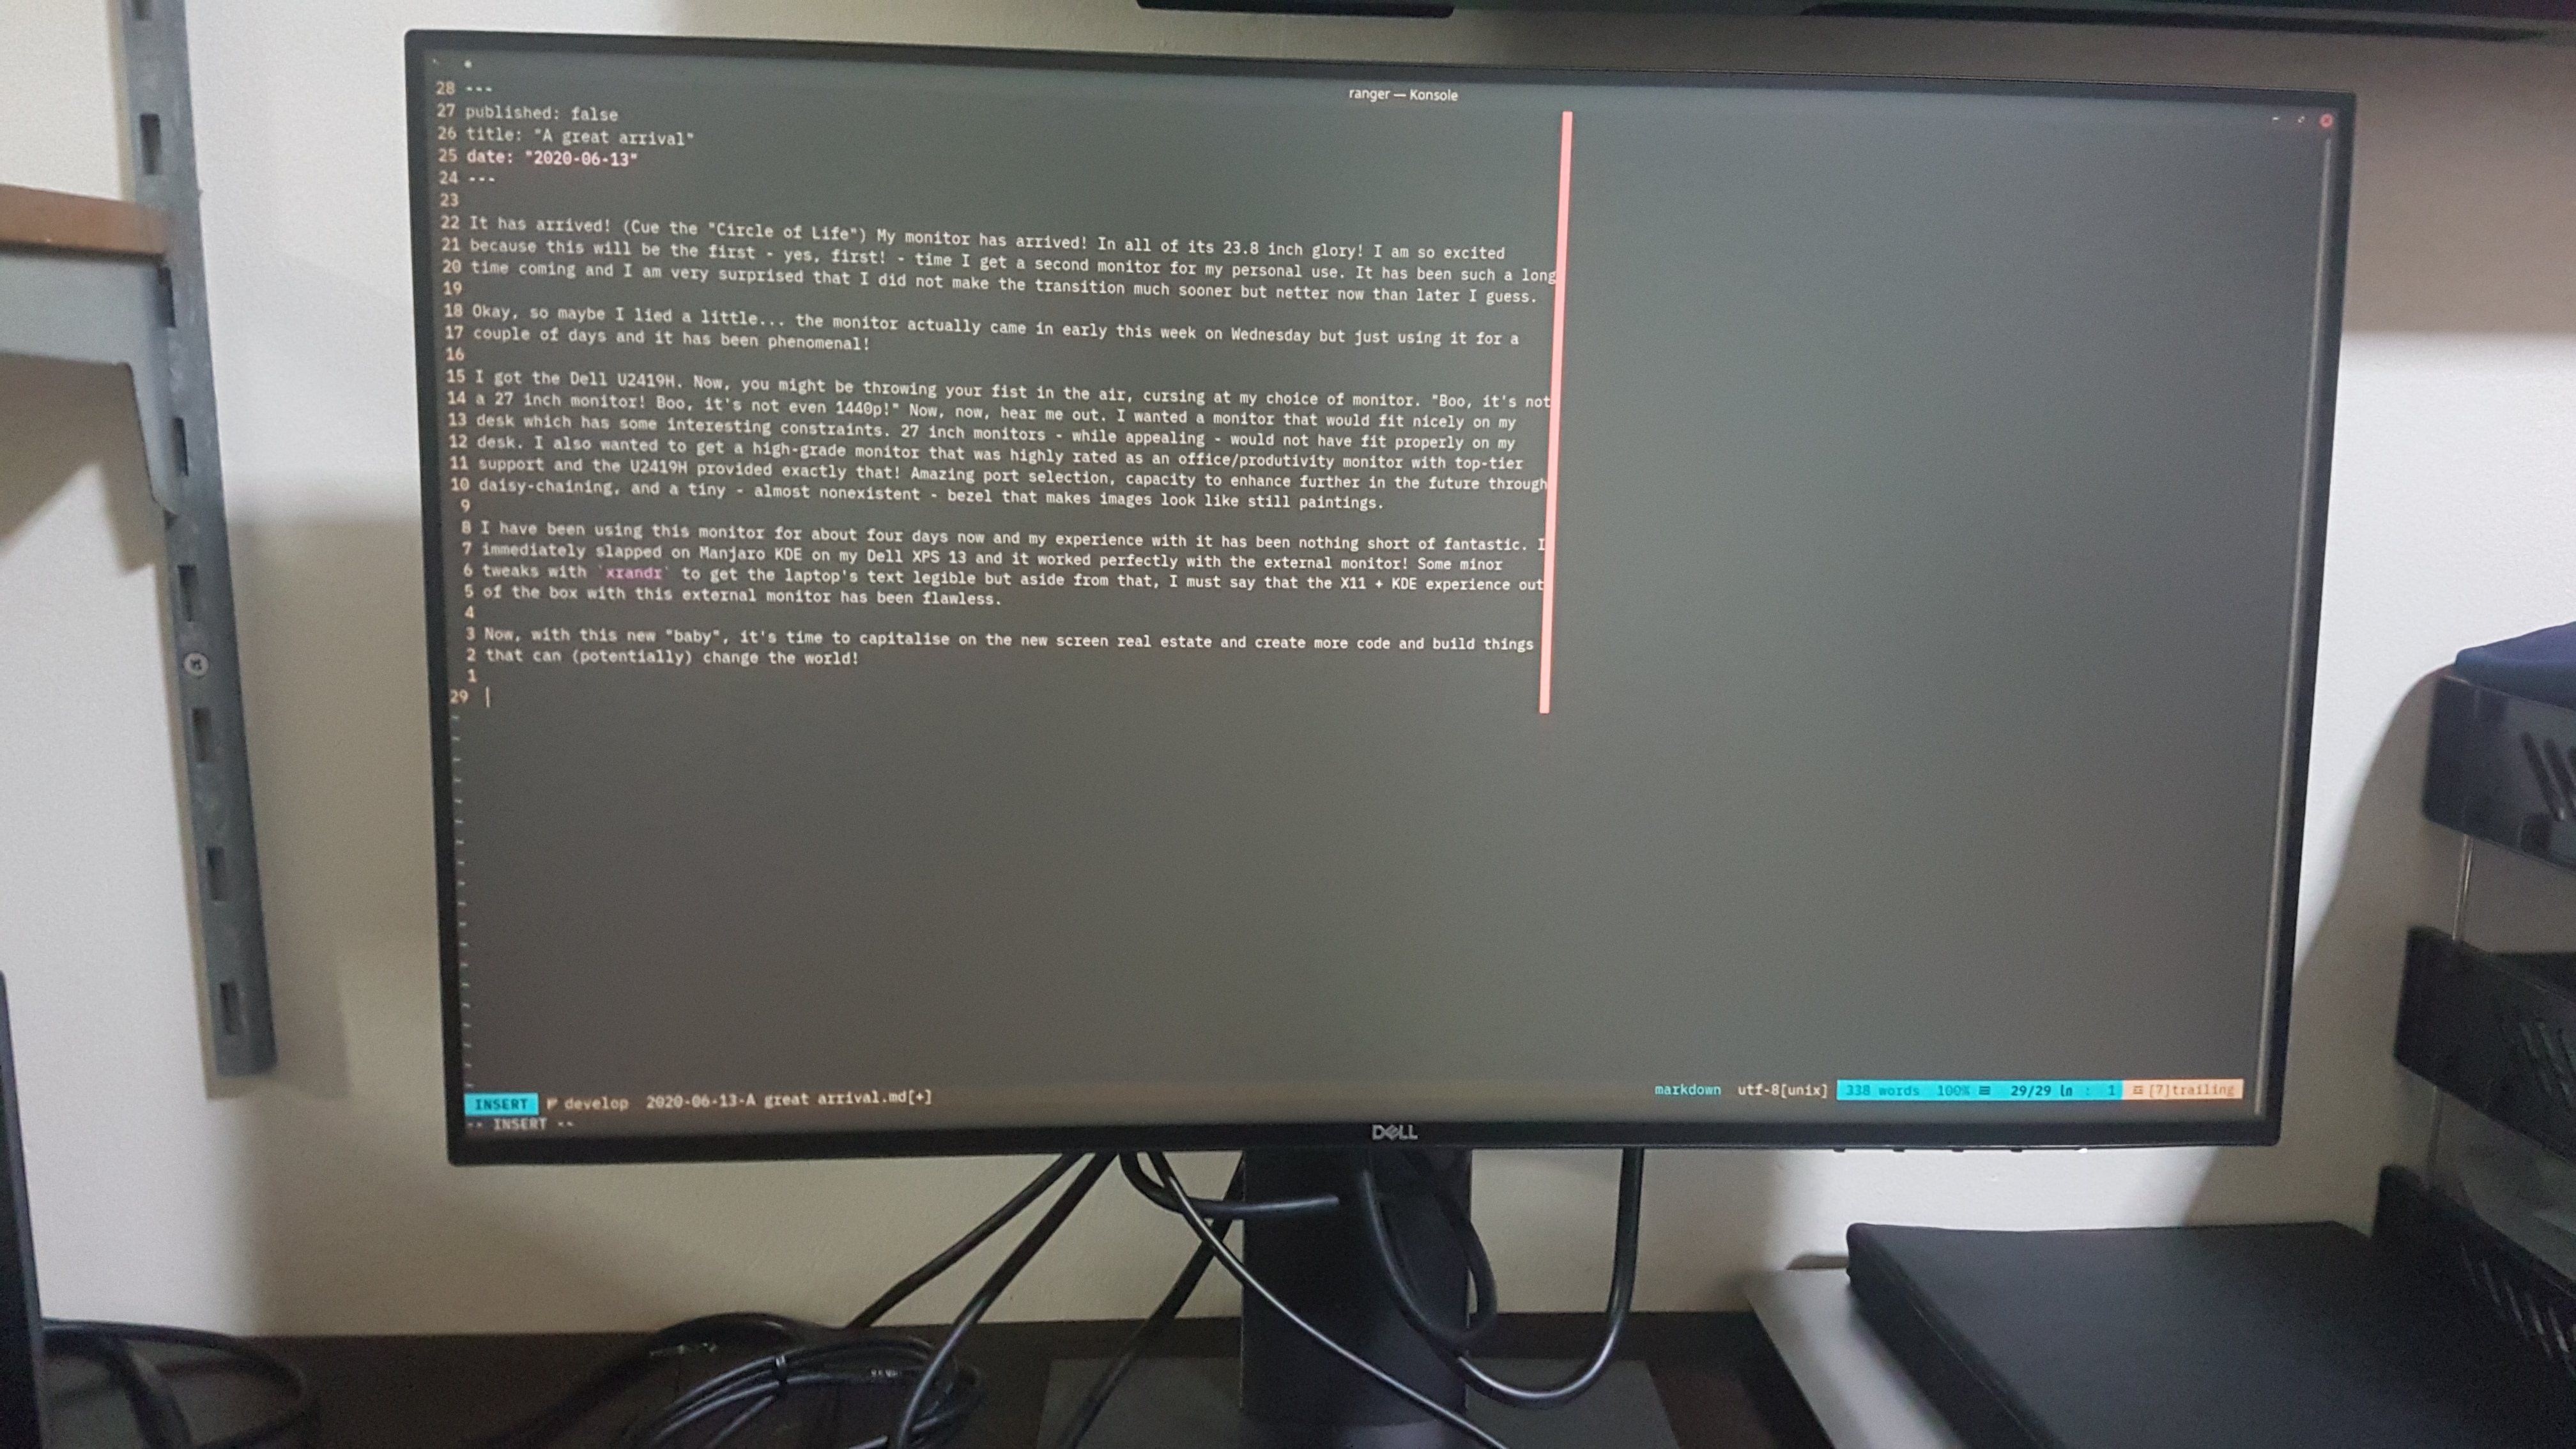 ranger — Konsole
28 ---
27 published: false
26 title: "A great arrival"
25 date: "2020-06-13"
24 ---
23
22 It has arrived! (Cue the "Circle of Life") My monitor has arrived! In all of its 23.8 inch glory! I am so excited
21 because this will be the first - yes, first! - time I get a second monitor for my personal use. It has been such a long
20 time coming and I am very surprised that I did not make the transition much sooner but netter now than later I guess.
19
18 Okay, so maybe I lied a little... the monitor actually came in early this week on Wednesday but just using it for a
17 couple of days and it has been phenomenal!
16
15 I got the Dell U2419H. Now, you might be throwing your fist in the air, cursing at my choice of monitor. "Boo, it's not
14 a 27 inch monitor! Boo, it's not even 1440p!" Now, now, hear me out. I wanted a monitor that would fit nicely on my
13 desk which has some interesting constraints. 27 inch monitors - while appealing - would not have fit properly on my
12 desk. I also wanted to get a high-grade monitor that was highly rated as an office/produtivity monitor with top-tier
11 support and the U2419H provided exactly that! Amazing port selection, capacity to enhance further in the future through
10 daisy-chaining, and a tiny - almost nonexistent - bezel that makes images look like still paintings.
9
8 I have been using this monitor for about four days now and my experience with it has been nothing short of fantastic. I
7 immediately slapped on Manjaro KDE on my Dell XPS 13 and it worked perfectly with the external monitor! Some minor
6 tweaks with `xrandr` to get the laptop's text legible but aside from that, I must say that the X11 + KDE experience out
5 of the box with this external monitor has been flawless.
4
3 Now, with this new "baby", it's time to capitalise on the new screen real estate and create more code and build things
2 that can (potentially) change the world!
1
29
INSERT develop 2020-06-13-A great arrival.md[+] markdown utf-8[unix] 338 words 100% ≡ 29/29 ln : 1 Ξ [7]trailing
-- INSERT --
DELL